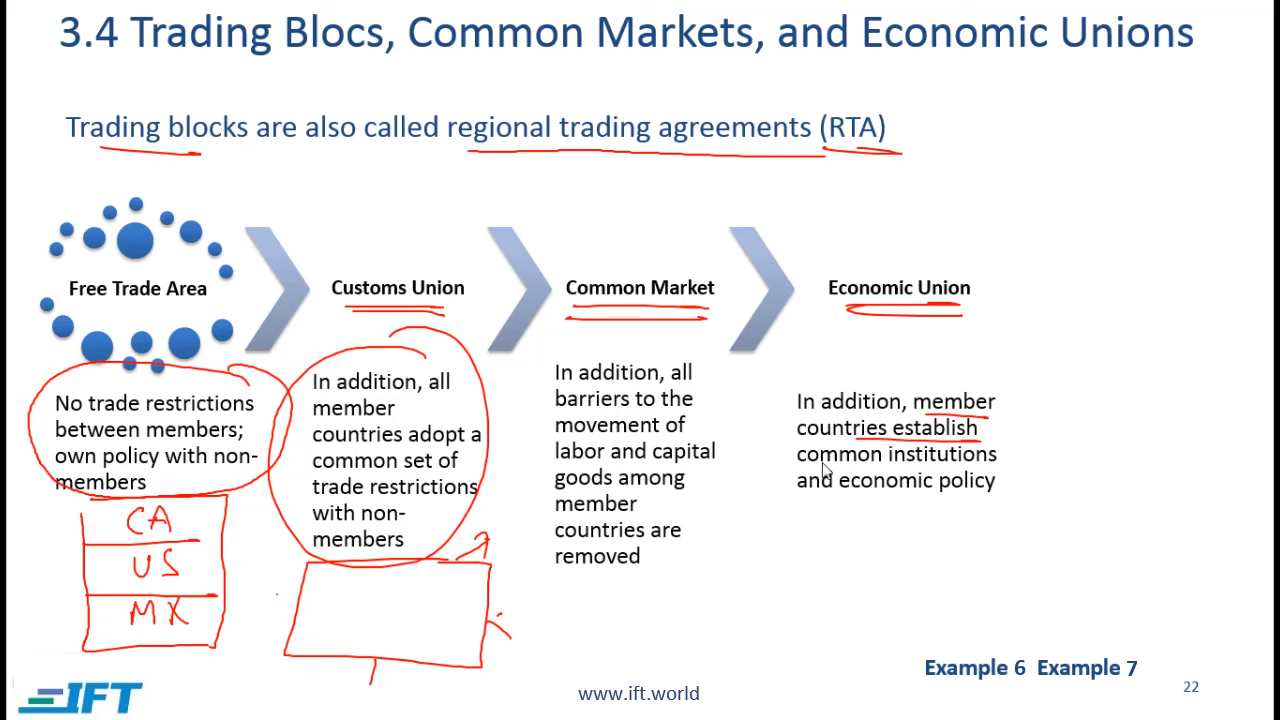 3.4 Trading Blocs, Common Markets, and Economic Unions
Trading blocks are also called regional trading agreements (RTA)
Free Trade Area
Customs Union
Common Market
Economic Union
No trade restrictions
between members;
own policy with non-
members
In addition, all
member
countries adopt a
common set of
trade restrictions
with non-
members
In addition, all
barriers to the
movement of
labor and capital
goods among
member
countries are
removed
In addition, member
countries establish
common institutions
and economic policy
CA
US
MX
Example 6 Example 7
IFT
www.ift.world
22